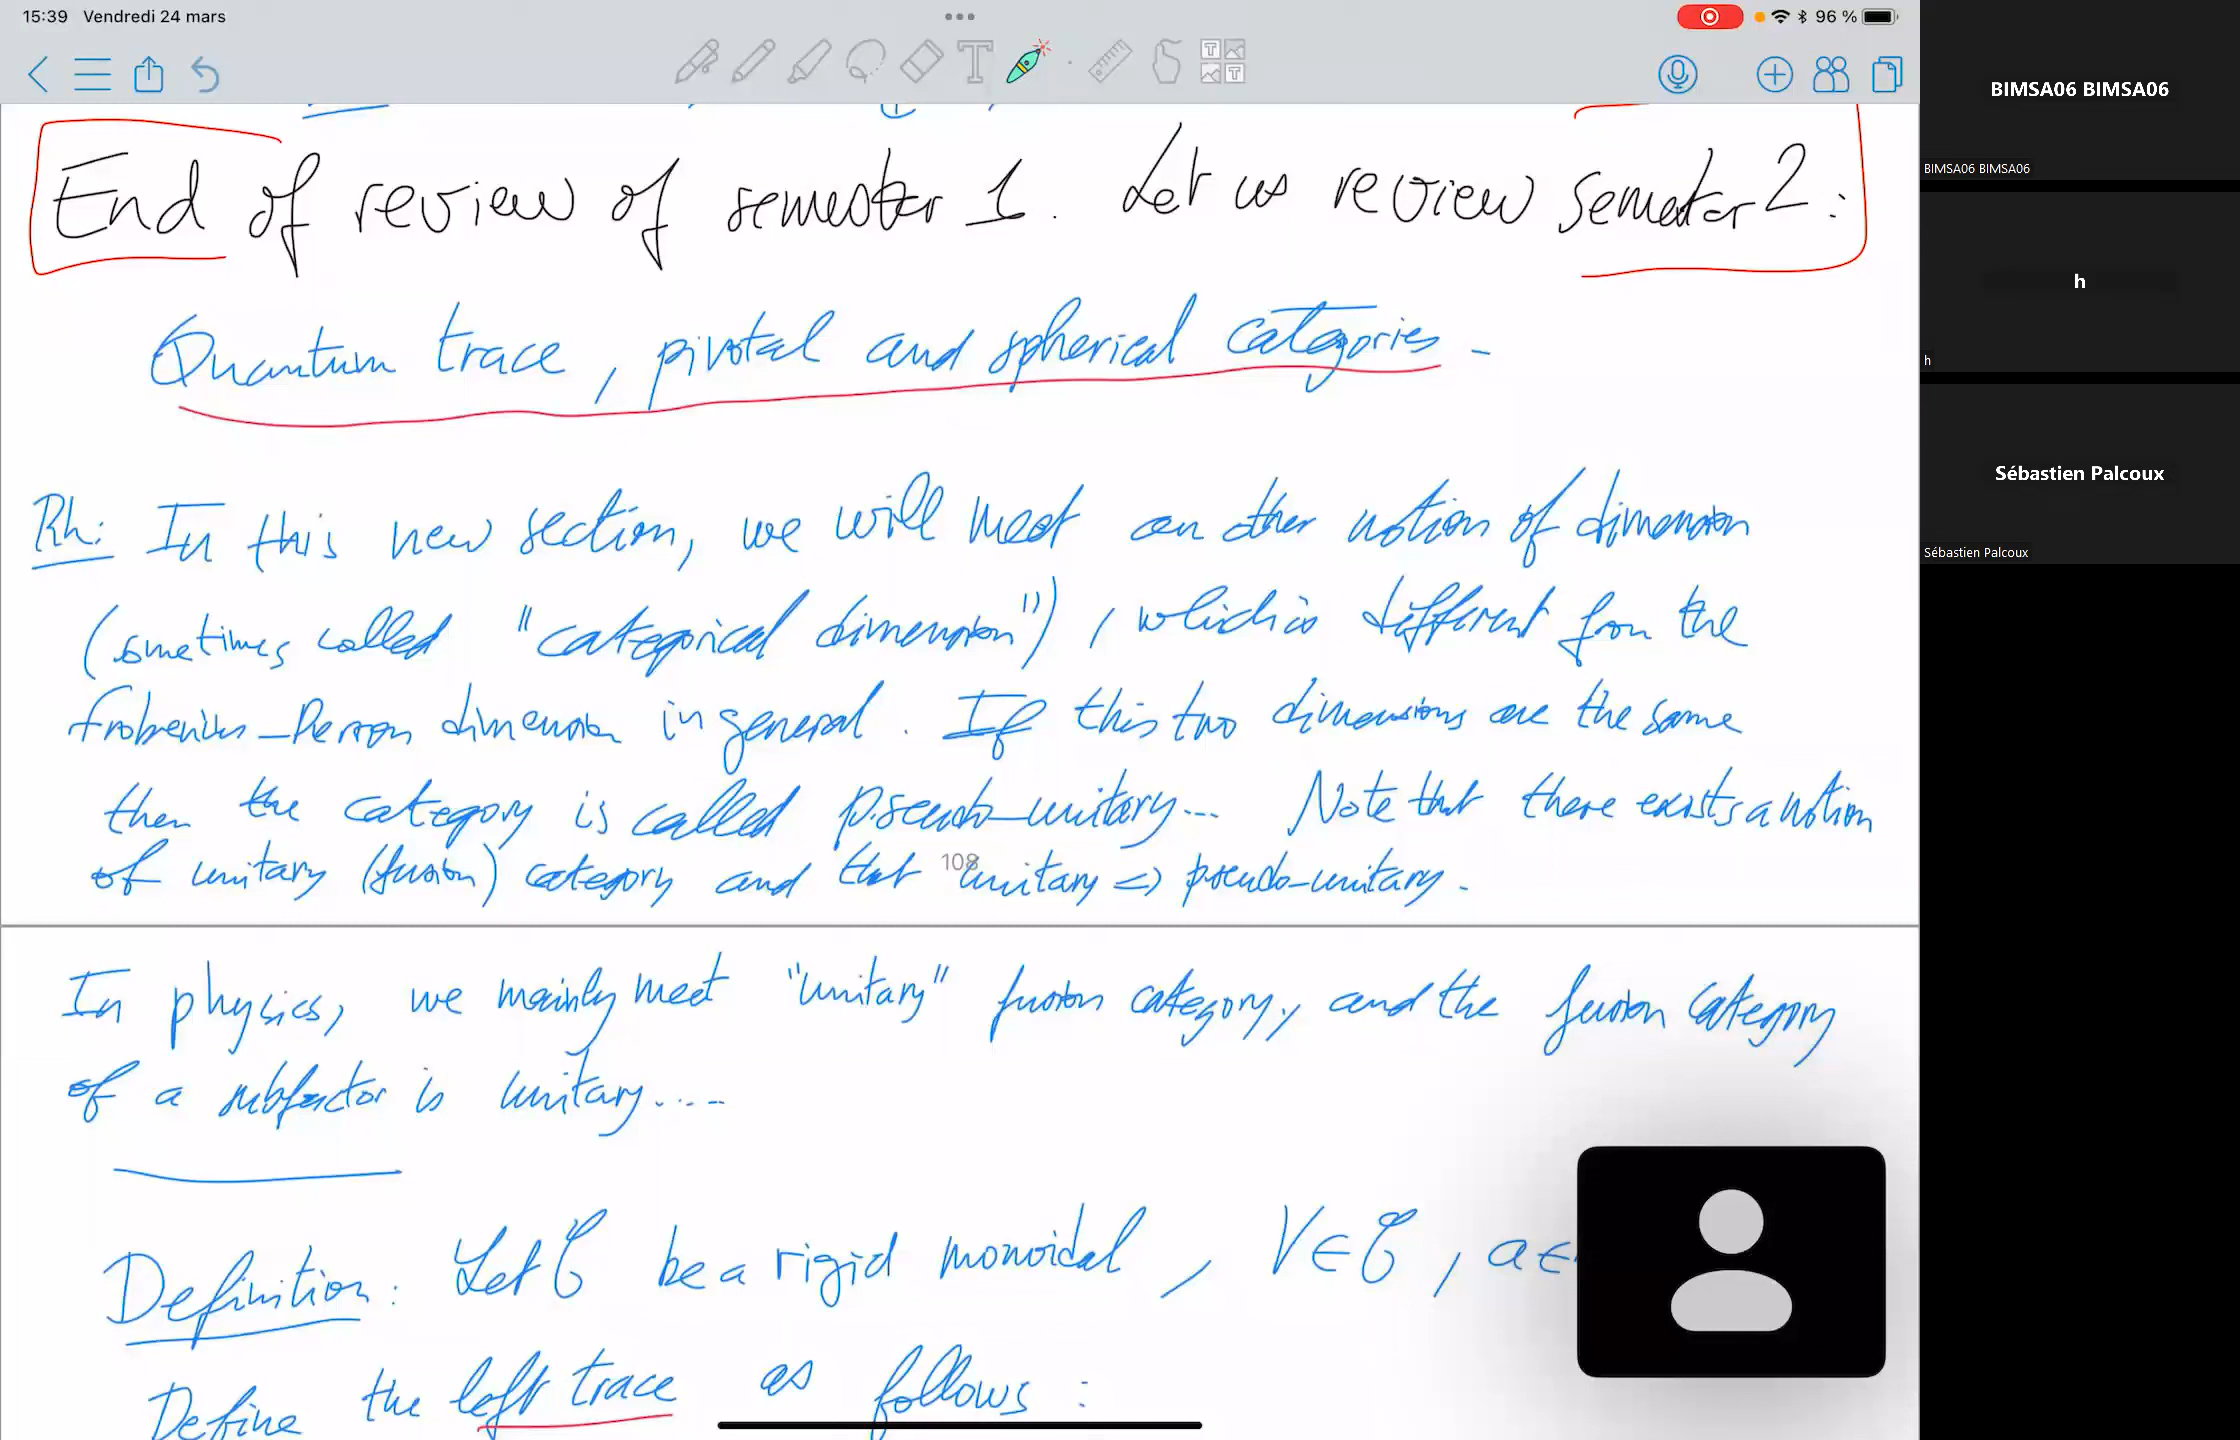 15:39 Vendredi 24 mars
96 %
End of review of semester 1. Let us review semester 2 :
Quantum trace, pivotal and spherical categories -
Rk: In this new section, we will meet an other notion of dimension
(sometimes called "categorical dimension"), which is different from the
Frobenius-Perron dimension in general. If this two dimensions are the same
then the category is called pseudo-unitary... Note that there exists a notion
of unitary (fusion) category and that unitary => pseudo-unitary.
108
In physics, we mainly meet "unitary" fusion category, and the fusion category
of a subfactor is unitary....
Definition: Let C be a rigid monoidal, V ∈ C, a ∈
Define the left trace as follows :
BIMSA06 BIMSA06
BIMSA06 BIMSA06
h
h
Sébastien Palcoux
Sébastien Palcoux